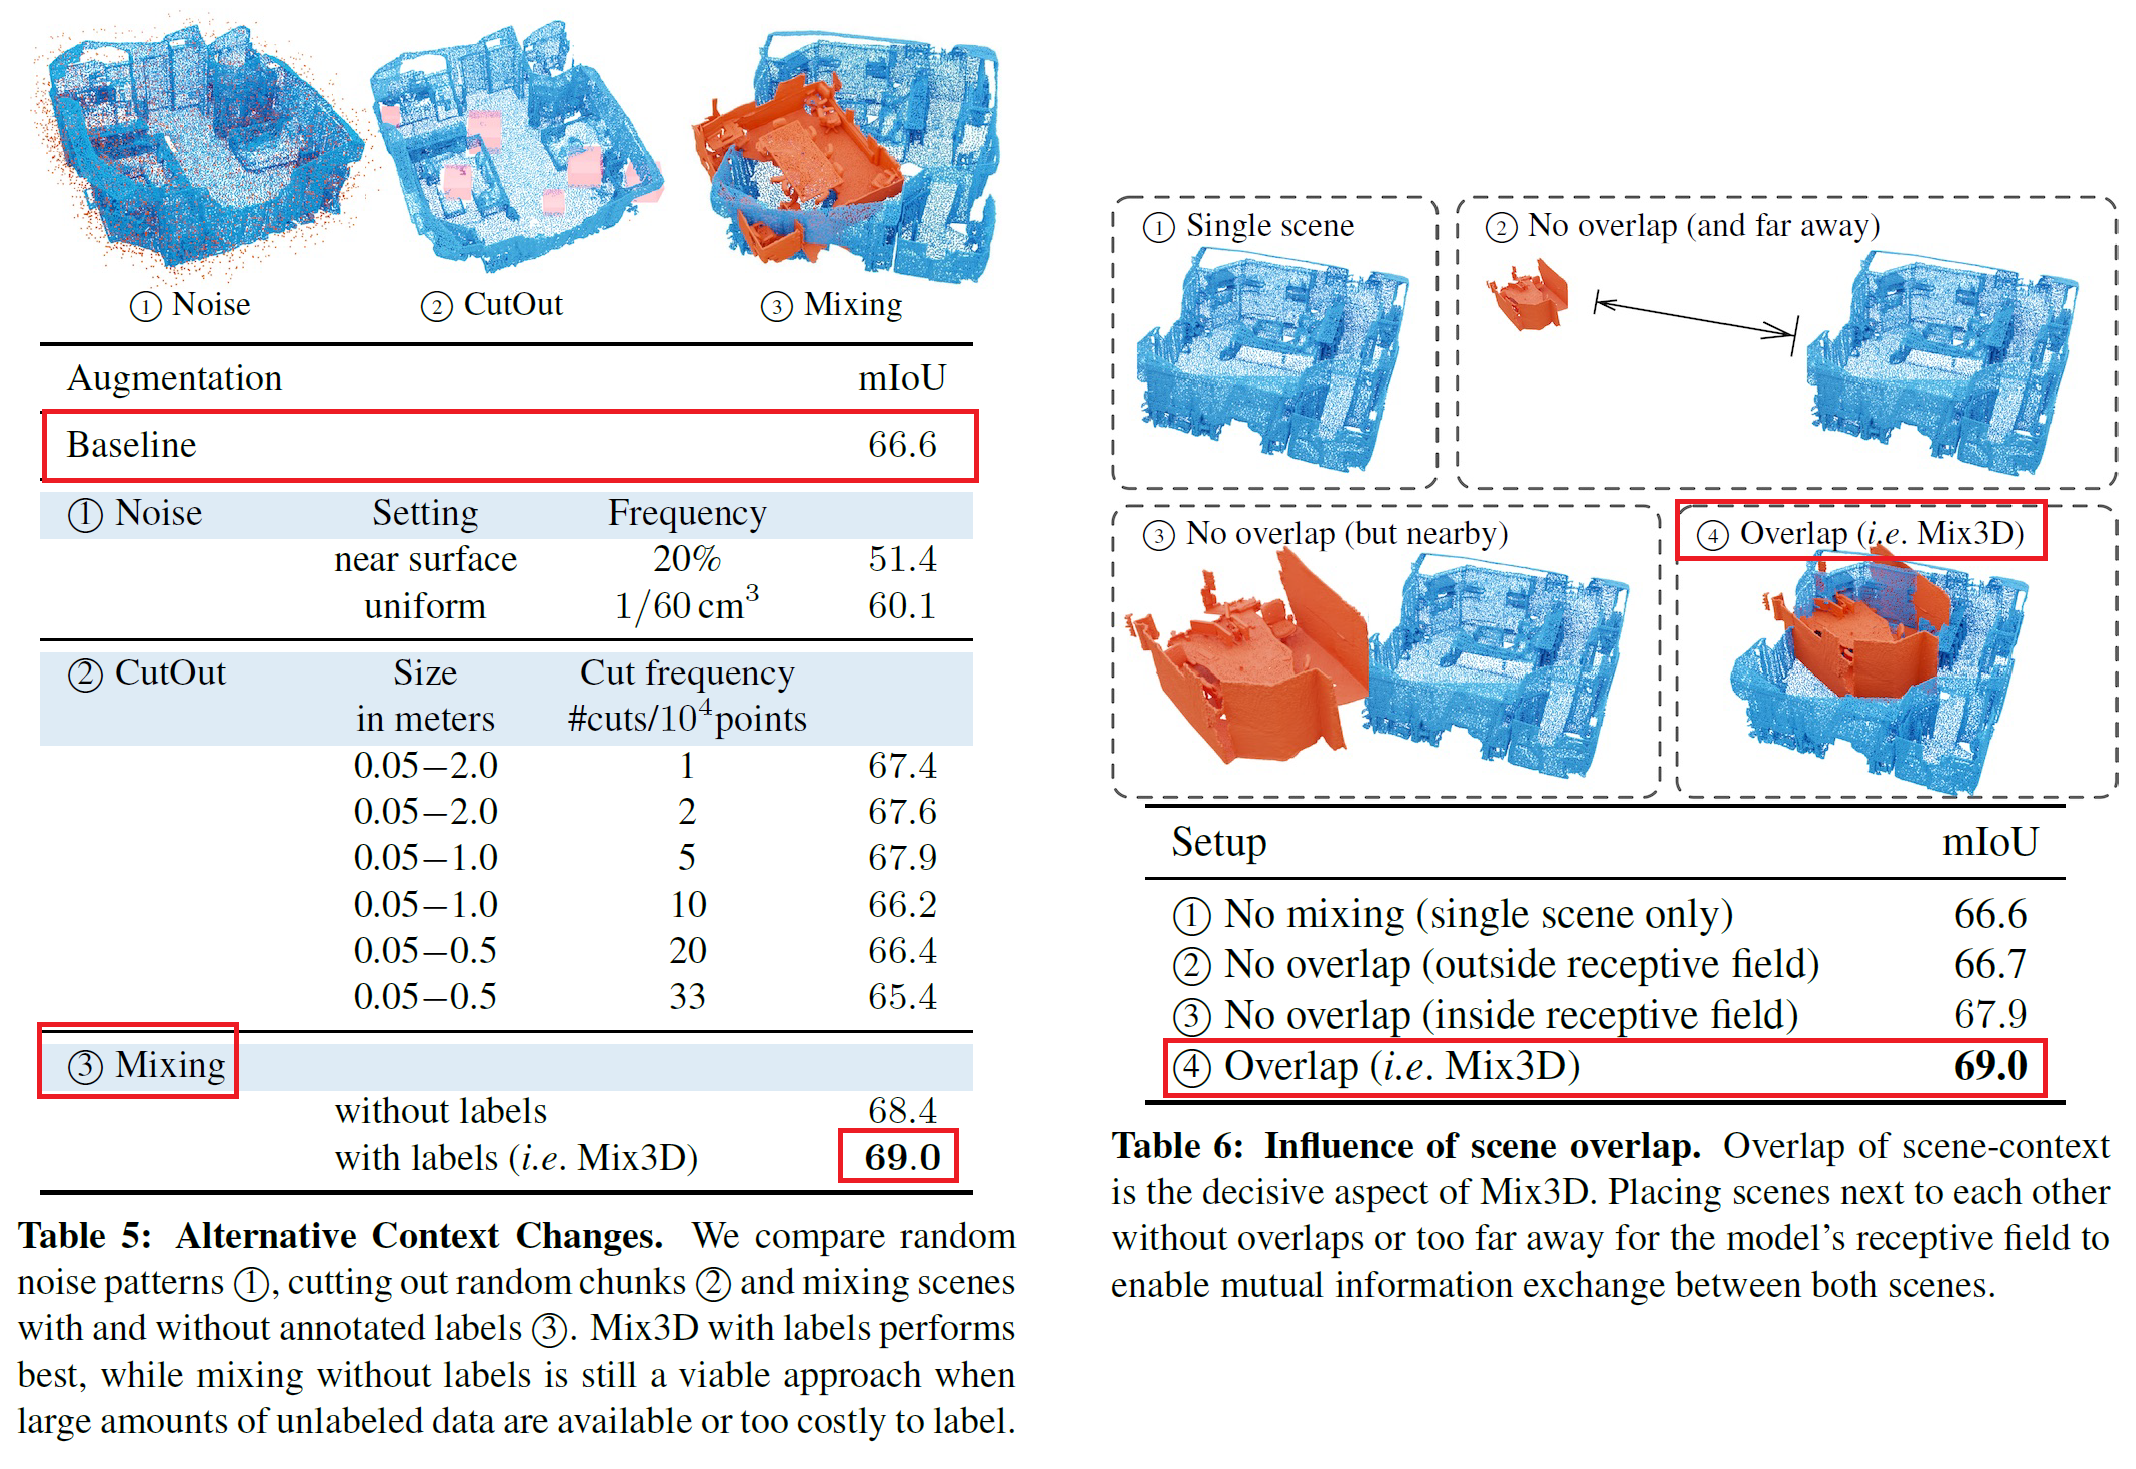 ① Noise ② CutOut ③ Mixing
Augmentation mIoU
Baseline 66.6
① Noise Setting Frequency
near surface 20% 51.4
uniform 1/60 cm³ 60.1
② CutOut Size Cut frequency
in meters #cuts/10⁴points
0.05−2.0 1 67.4
0.05−2.0 2 67.6
0.05−1.0 5 67.9
0.05−1.0 10 66.2
0.05−0.5 20 66.4
0.05−0.5 33 65.4
③ Mixing
without labels 68.4
with labels (i.e. Mix3D) 69.0
Table 5: Alternative Context Changes. We compare random
noise patterns ①, cutting out random chunks ② and mixing scenes
with and without annotated labels ③. Mix3D with labels performs
best, while mixing without labels is still a viable approach when
large amounts of unlabeled data are available or too costly to label.
① Single scene
② No overlap (and far away)
③ No overlap (but nearby)
④ Overlap (i.e. Mix3D)
Setup mIoU
① No mixing (single scene only) 66.6
② No overlap (outside receptive field) 66.7
③ No overlap (inside receptive field) 67.9
④ Overlap (i.e. Mix3D) 69.0
Table 6: Influence of scene overlap. Overlap of scene-context
is the decisive aspect of Mix3D. Placing scenes next to each other
without overlaps or too far away for the model's receptive field to
enable mutual information exchange between both scenes.